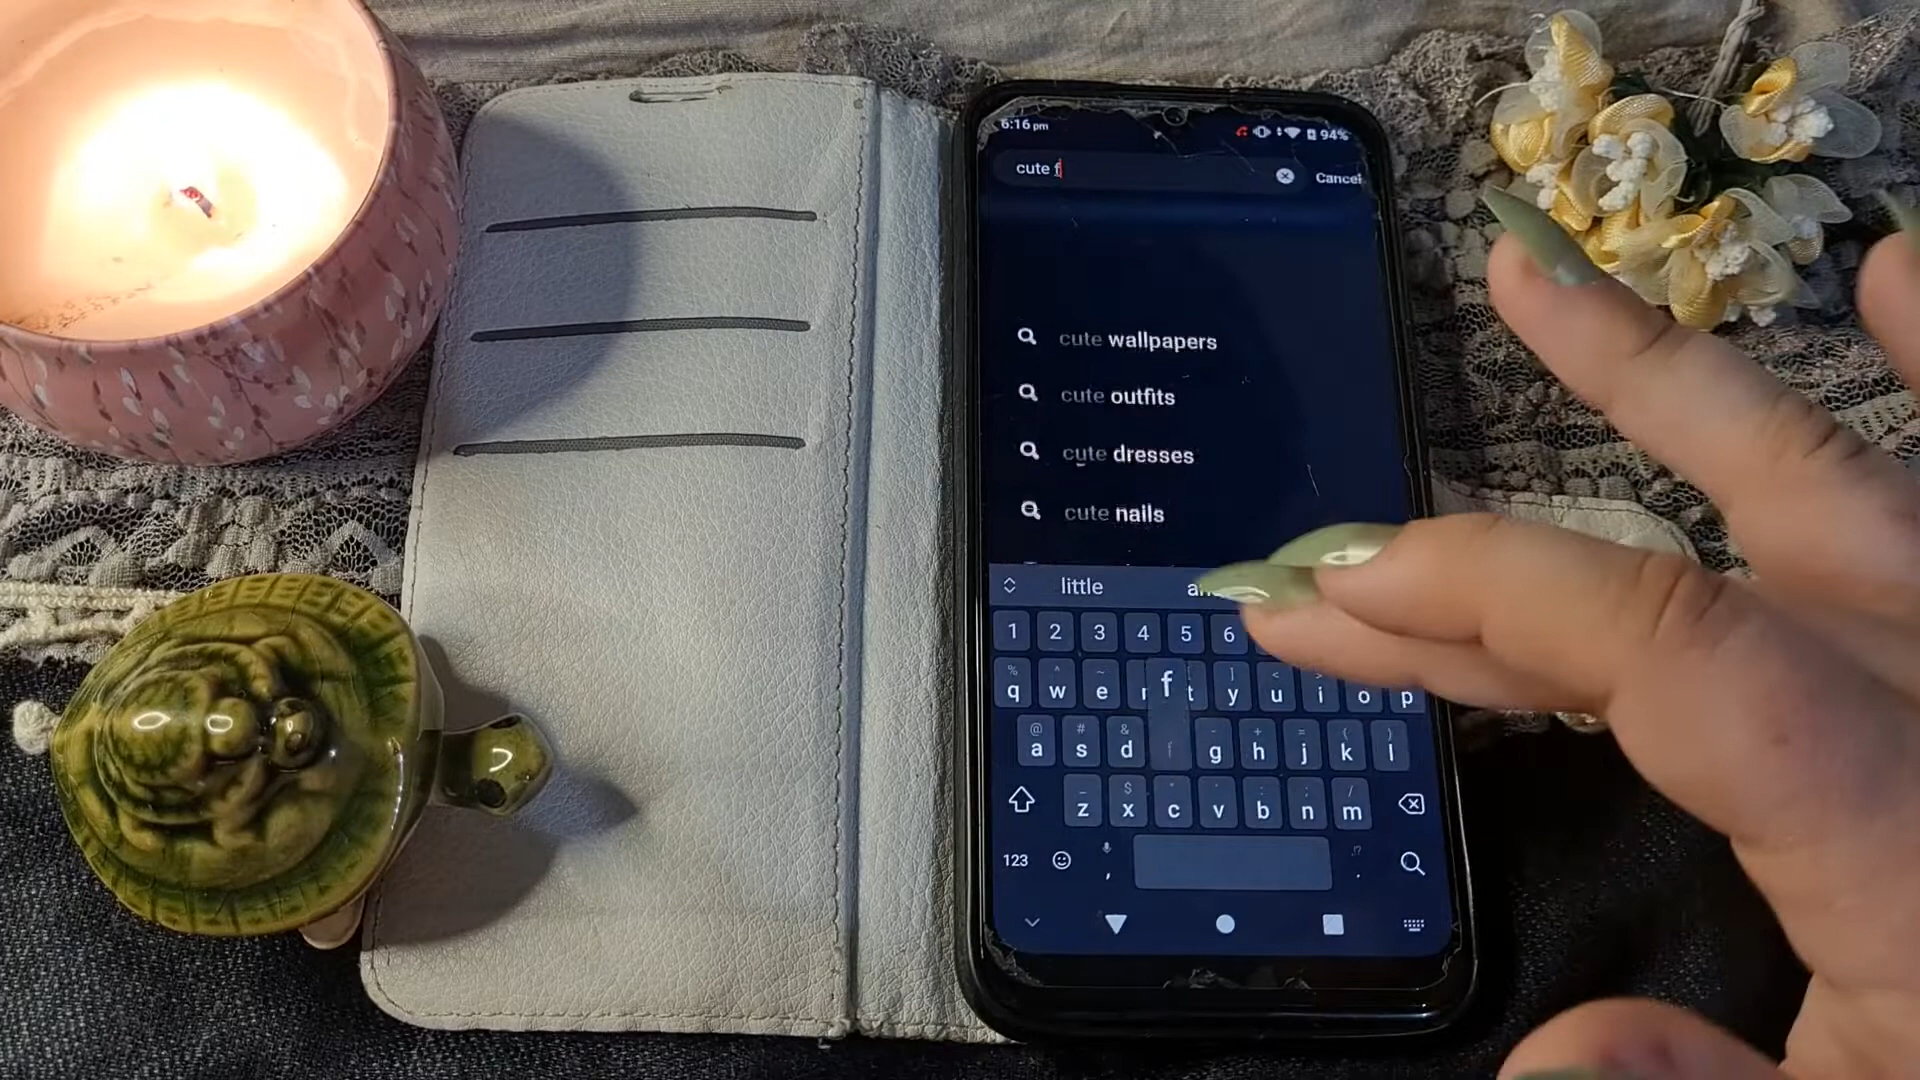 6:16 pm 94%
cute f
Cancel
cute wallpapers
cute outfits
cute dresses
cute nails
little
1 2 3 4 5 6
% ^ ~ ] < >
q w e f t y u i o p
@ # & - + = ( )
a s d f g h j k l
_ $ " ' : ; /
z x c v b n m
123 , .
!?